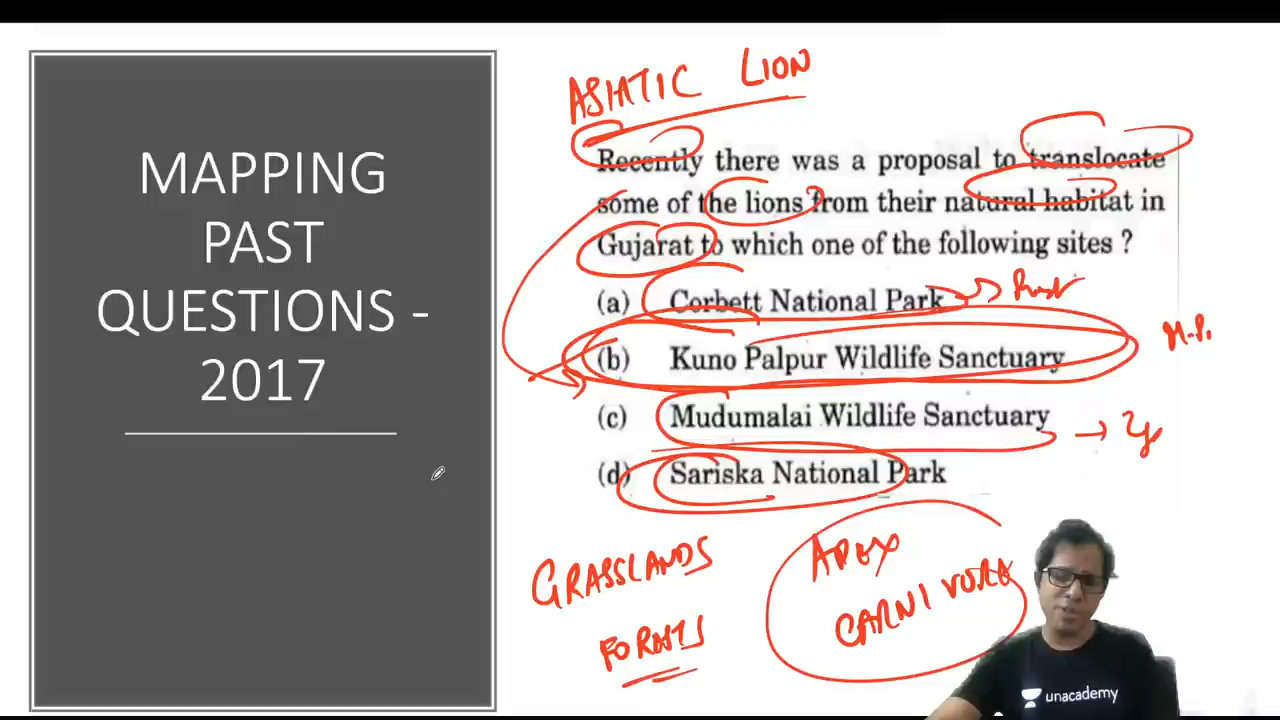 MAPPING
PAST
QUESTIONS -
2017
ASIATIC LION
Recently there was a proposal to translocate
some of the lions from their natural habitat in
Gujarat to which one of the following sites ?
(a) Corbett National Park
(b) Kuno Palpur Wildlife Sanctuary
M.P.
(c) Mudumalai Wildlife Sanctuary
(d) Sariska National Park
GRASSLANDS
FORESTS
APEX
CARNIVORE
unacademy